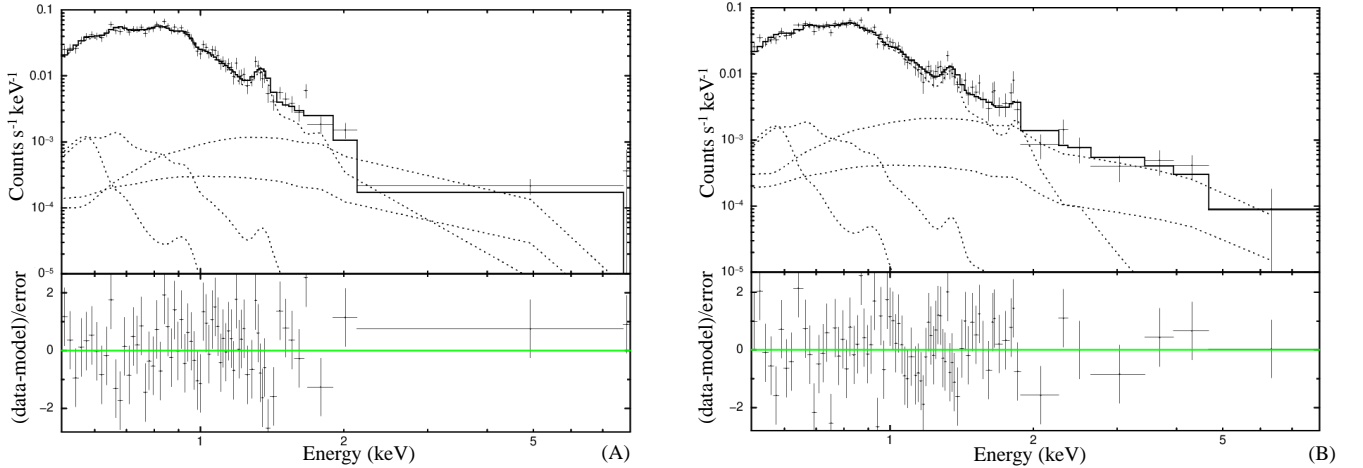 0.1
0.01
10⁻³
10⁻⁴
0⁻⁵
Counts s⁻¹ keV⁻¹
2
0
−2
(data-model)/error
1
2
5
Energy (keV)
(A)
0.1
0.01
10⁻³
10⁻⁴
10⁻⁵
Counts s⁻¹ keV⁻¹
2
0
−2
(data-model)/error
1
2
5
Energy (keV)
(B)